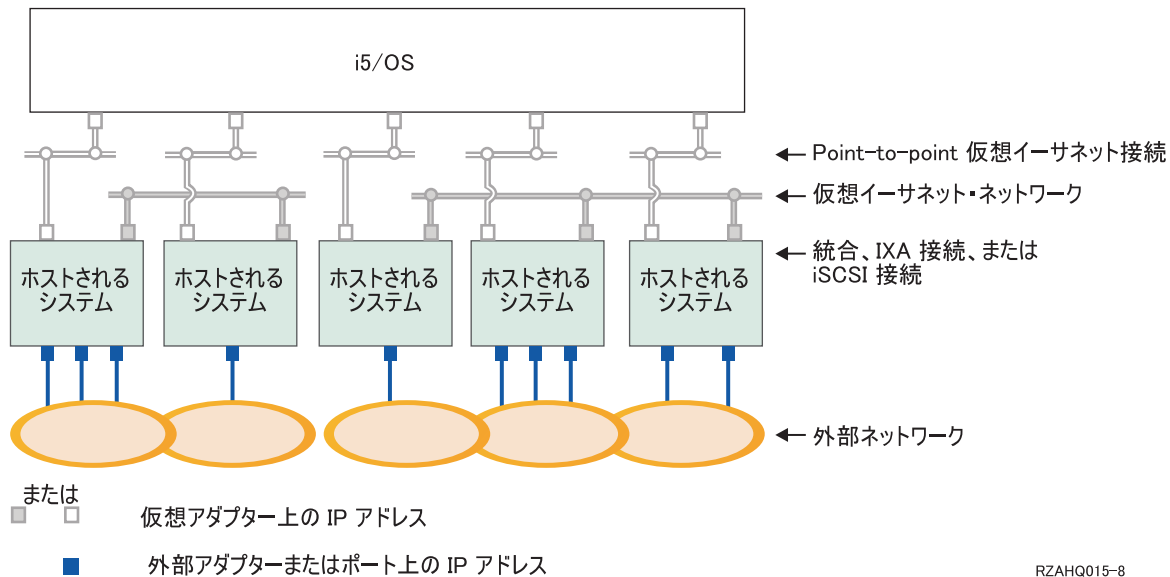 i5/OS
Point-to-point 仮想イーサネット接続
仮想イーサネット・ネットワーク
統合、IXA 接続、または
iSCSI 接続
ホストされる
システム
ホストされる
システム
ホストされる
システム
ホストされる
システム
ホストされる
システム
外部ネットワーク
または
仮想アダプター上の IP アドレス
外部アダプターまたはポート上の IP アドレス
RZAHQ015-8